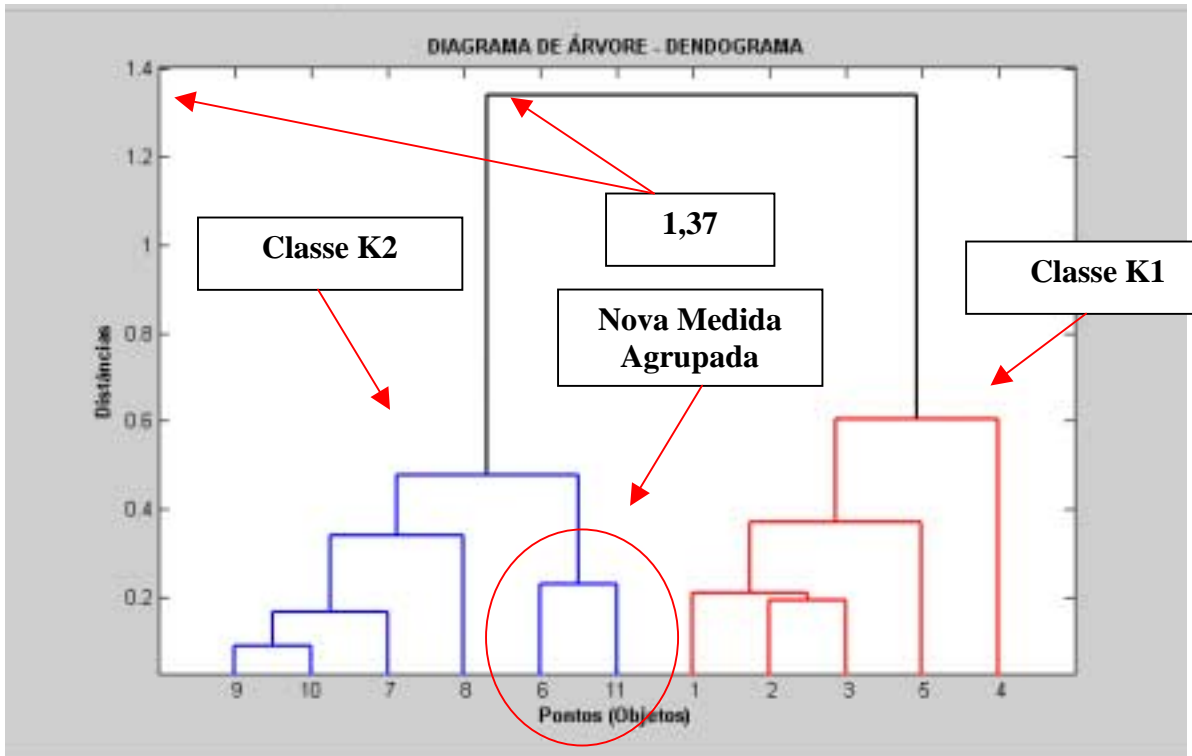 DIAGRAMA DE ÁRVORE - DENDOGRAMA
1.4
1.2
1
0.8
0.6
0.4
0.2
Distâncias
1,37
Classe K2
Classe K1
Nova Medida
Agrupada
9 10 7 8 6 11 1 2 3 5 4
Pontos (Objetos)